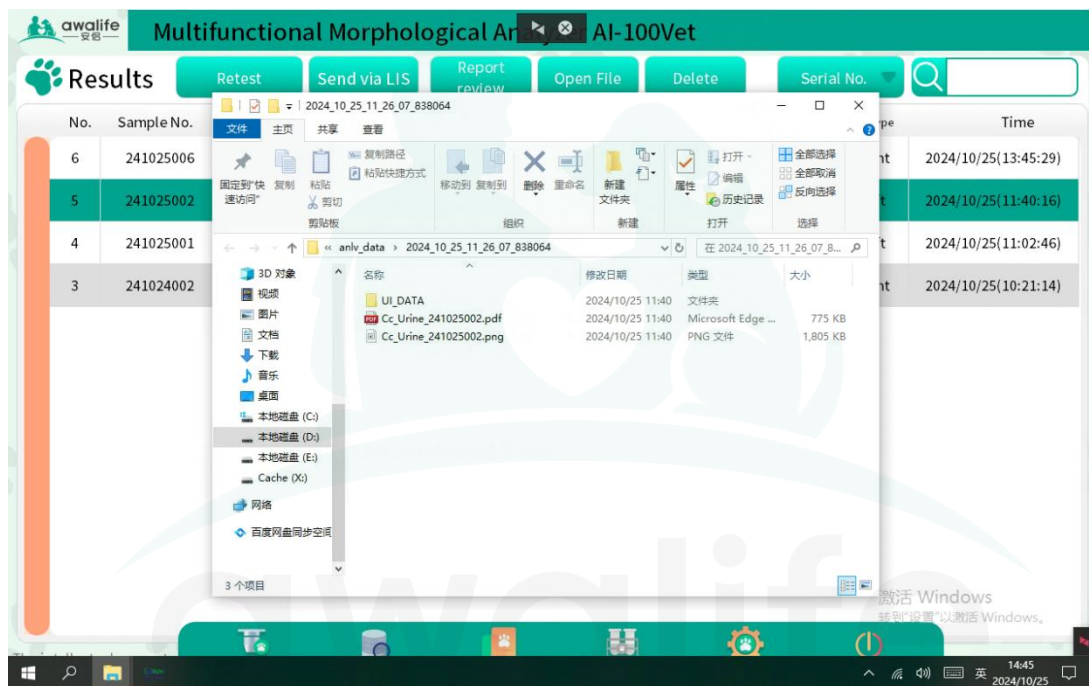 awalife
安侣
Multifunctional Morphological Analyzer AI-100Vet
Results
Retest
Send via LIS
Report review
Open File
Delete
Serial No.
No.
Sample No.
Time
6
241025006
nt
2024/10/25(13:45:29)
5
241025002
t
2024/10/25(11:40:16)
4
241025001
t
2024/10/25(11:02:46)
3
241024002
nt
2024/10/25(10:21:14)
2024_10_25_11_26_07_838064
文件 主页 共享 查看
固定到"快速访问"
复制
粘贴
复制路径
粘贴快捷方式
剪切
剪贴板
移动到
复制到
删除
重命名
组织
新建
文件夹
新建
属性
打开
编辑
历史记录
打开
全部选择
全部取消
反向选择
选择
« anlv_data › 2024_10_25_11_26_07_838064
在 2024_10_25_11_26_07_8...
名称 修改日期 类型 大小
UI_DATA 2024/10/25 11:40 文件夹
Cc_Urine_241025002.pdf 2024/10/25 11:40 Microsoft Edge ... 775 KB
Cc_Urine_241025002.png 2024/10/25 11:40 PNG 文件 1,805 KB
3D 对象
视频
图片
文档
下载
音乐
桌面
本地磁盘 (C:)
本地磁盘 (D:)
本地磁盘 (E:)
Cache (X:)
网络
百度网盘同步空间
3 个项目
awalife
激活 Windows
转到"设置"以激活 Windows。
英
14:45
2024/10/25